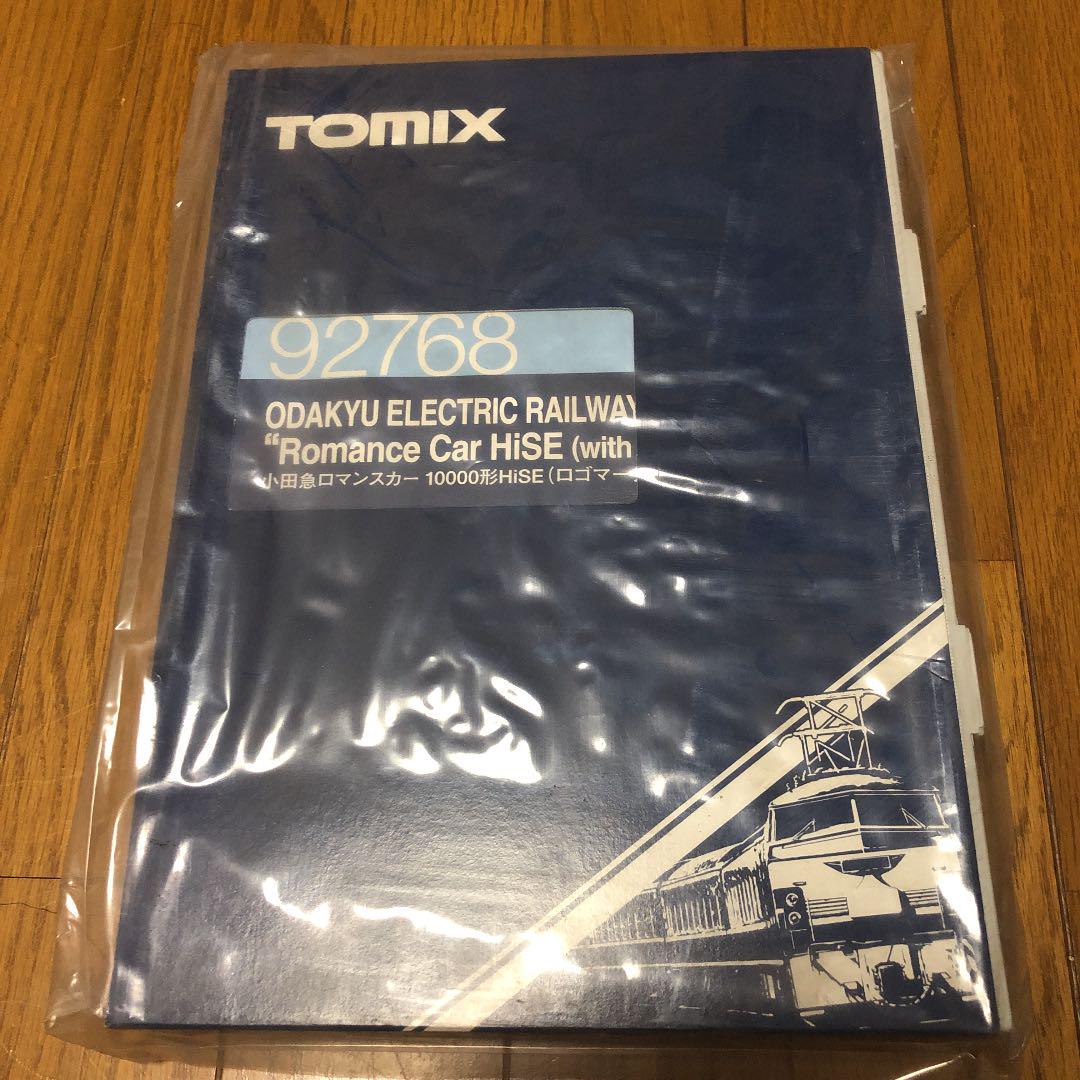 TOMIX
92768
ODAKYU ELECTRIC RAILWAY
“Romance Car HiSE (with
小田急ロマンスカー 10000形HiSE(ロゴマー